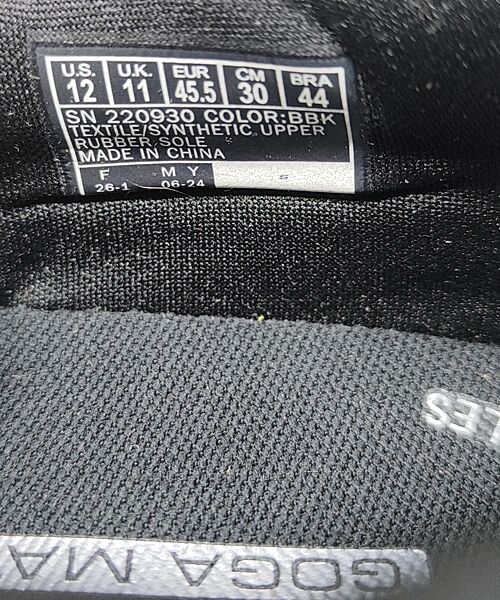 U.S. U.K. EUR CM BRA
12 11 45.5 30 44
SN 220930 COLOR:BBK
TEXTILE/SYNTHETIC UPPER
RUBBER SOLE
MADE IN CHINA
F M Y S
26-1 06-24
LES
GOGA MA